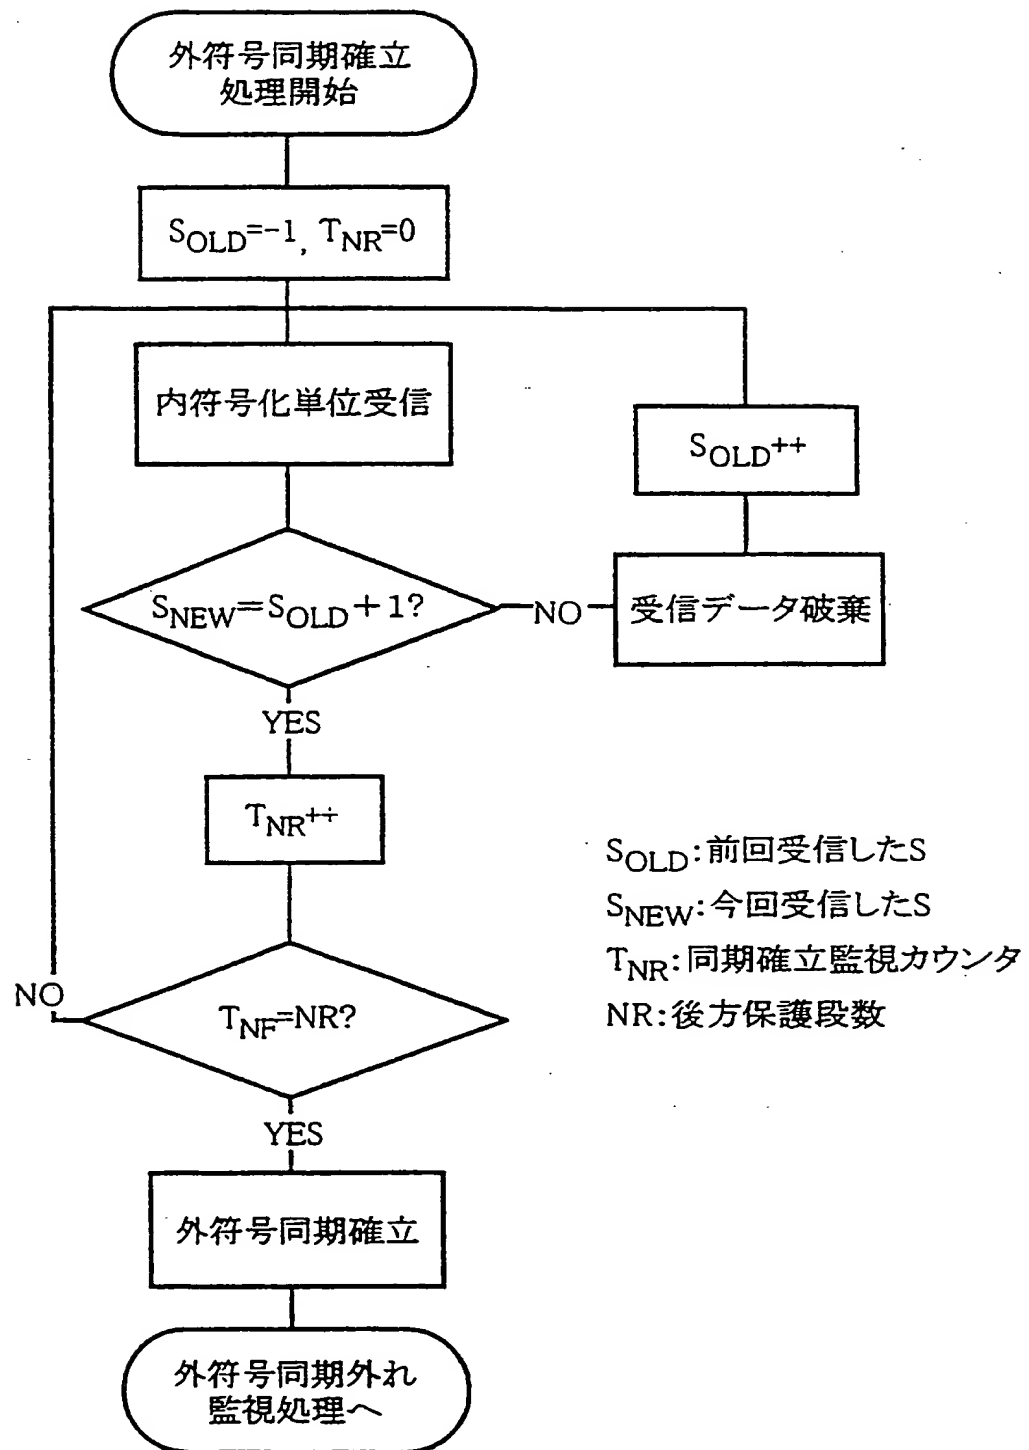 外符号同期確立
処理開始
SOLD=-1, TNR=0
内符号化単位受信
SOLD++
SNEW=SOLD+1?
NO
受信データ破棄
YES
TNR++
SOLD:前回受信したS
SNEW:今回受信したS
TNR:同期確立監視カウンタ
NR:後方保護段数
NO
TNF=NR?
YES
外符号同期確立
外符号同期外れ
監視処理へ